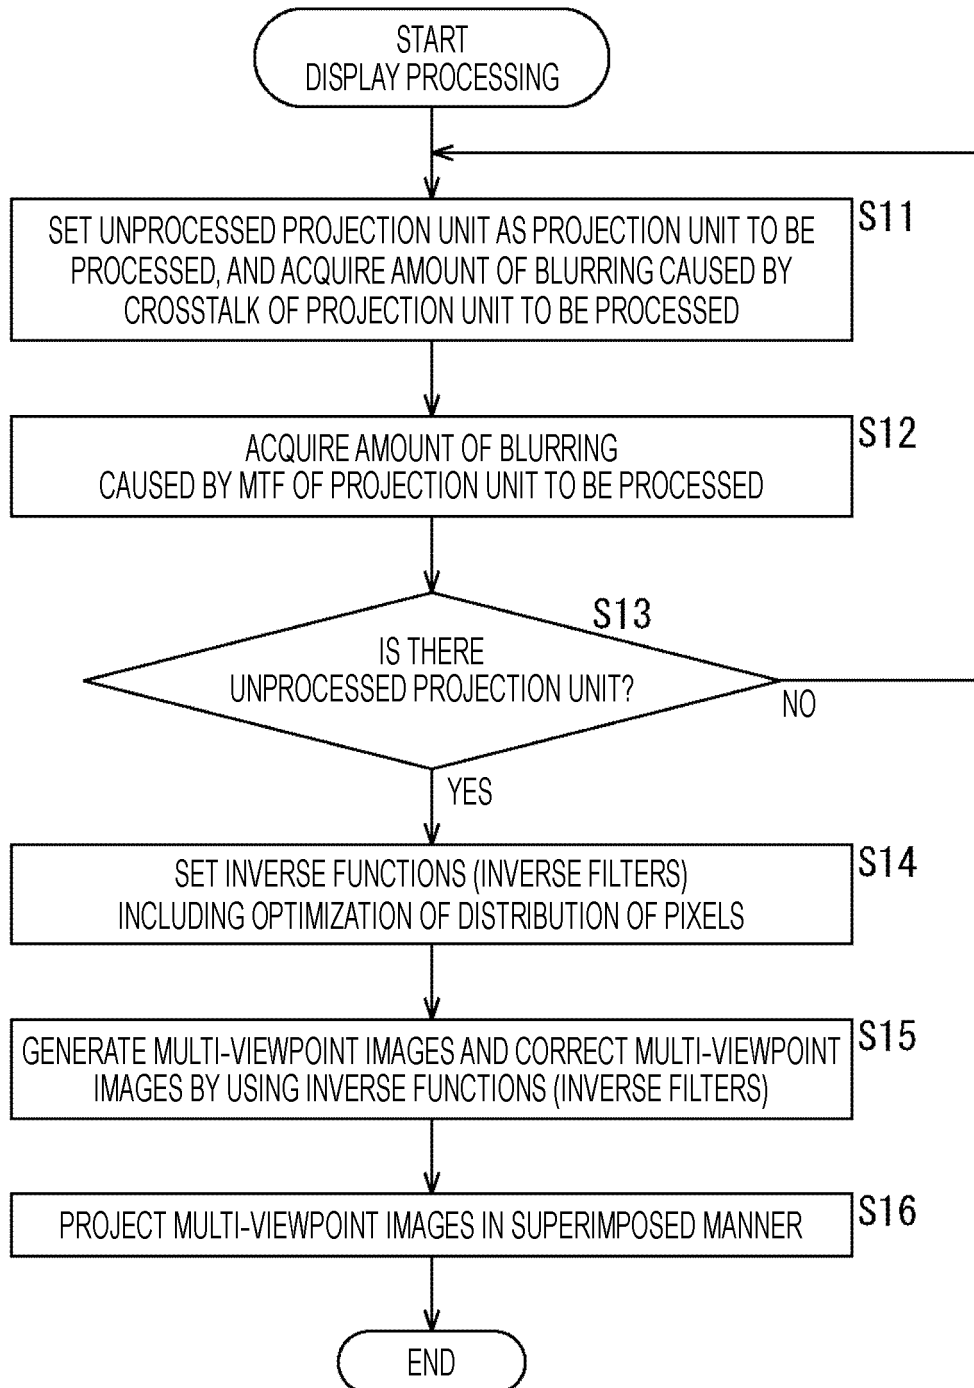 START
DISPLAY PROCESSING
S11
SET UNPROCESSED PROJECTION UNIT AS PROJECTION UNIT TO BE
PROCESSED, AND ACQUIRE AMOUNT OF BLURRING CAUSED BY
CROSSTALK OF PROJECTION UNIT TO BE PROCESSED
S12
ACQUIRE AMOUNT OF BLURRING
CAUSED BY MTF OF PROJECTION UNIT TO BE PROCESSED
S13
IS THERE
UNPROCESSED PROJECTION UNIT?
NO
YES
S14
SET INVERSE FUNCTIONS (INVERSE FILTERS)
INCLUDING OPTIMIZATION OF DISTRIBUTION OF PIXELS
S15
GENERATE MULTI-VIEWPOINT IMAGES AND CORRECT MULTI-VIEWPOINT
IMAGES BY USING INVERSE FUNCTIONS (INVERSE FILTERS)
S16
PROJECT MULTI-VIEWPOINT IMAGES IN SUPERIMPOSED MANNER
END